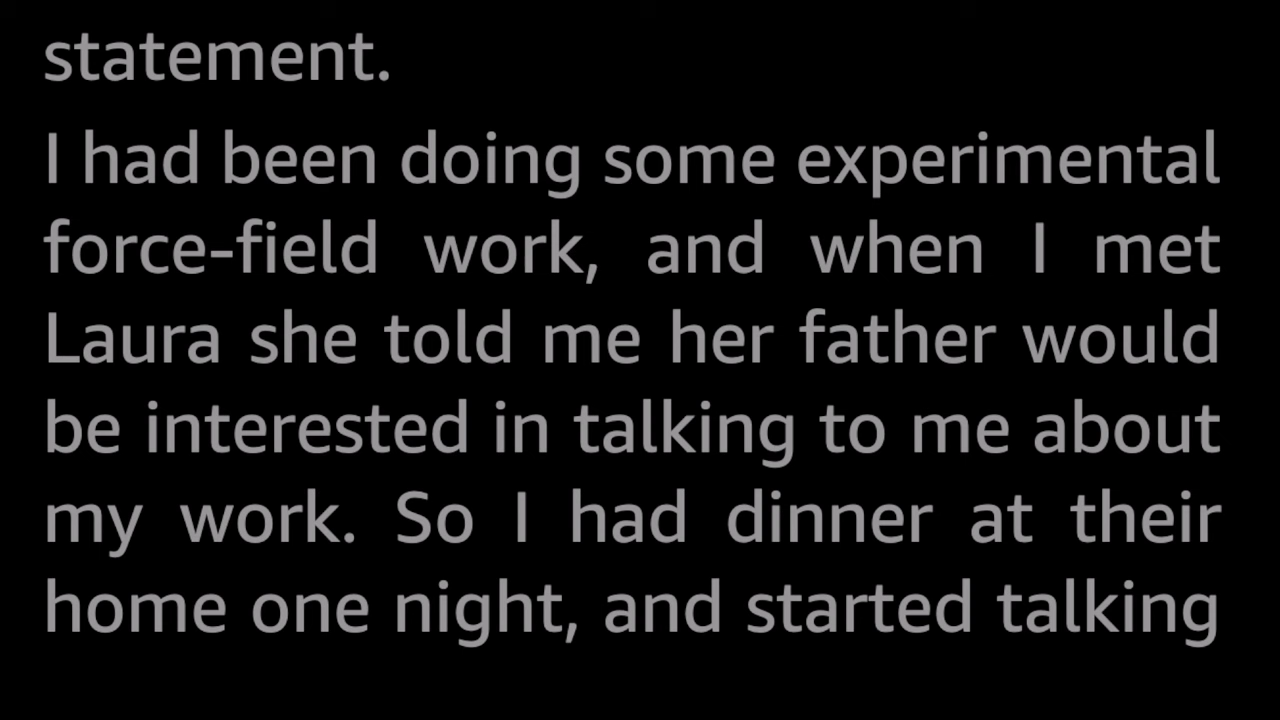 statement.
I had been doing some experimental
force-field work, and when I met
Laura she told me her father would
be interested in talking to me about
my work. So I had dinner at their
home one night, and started talking